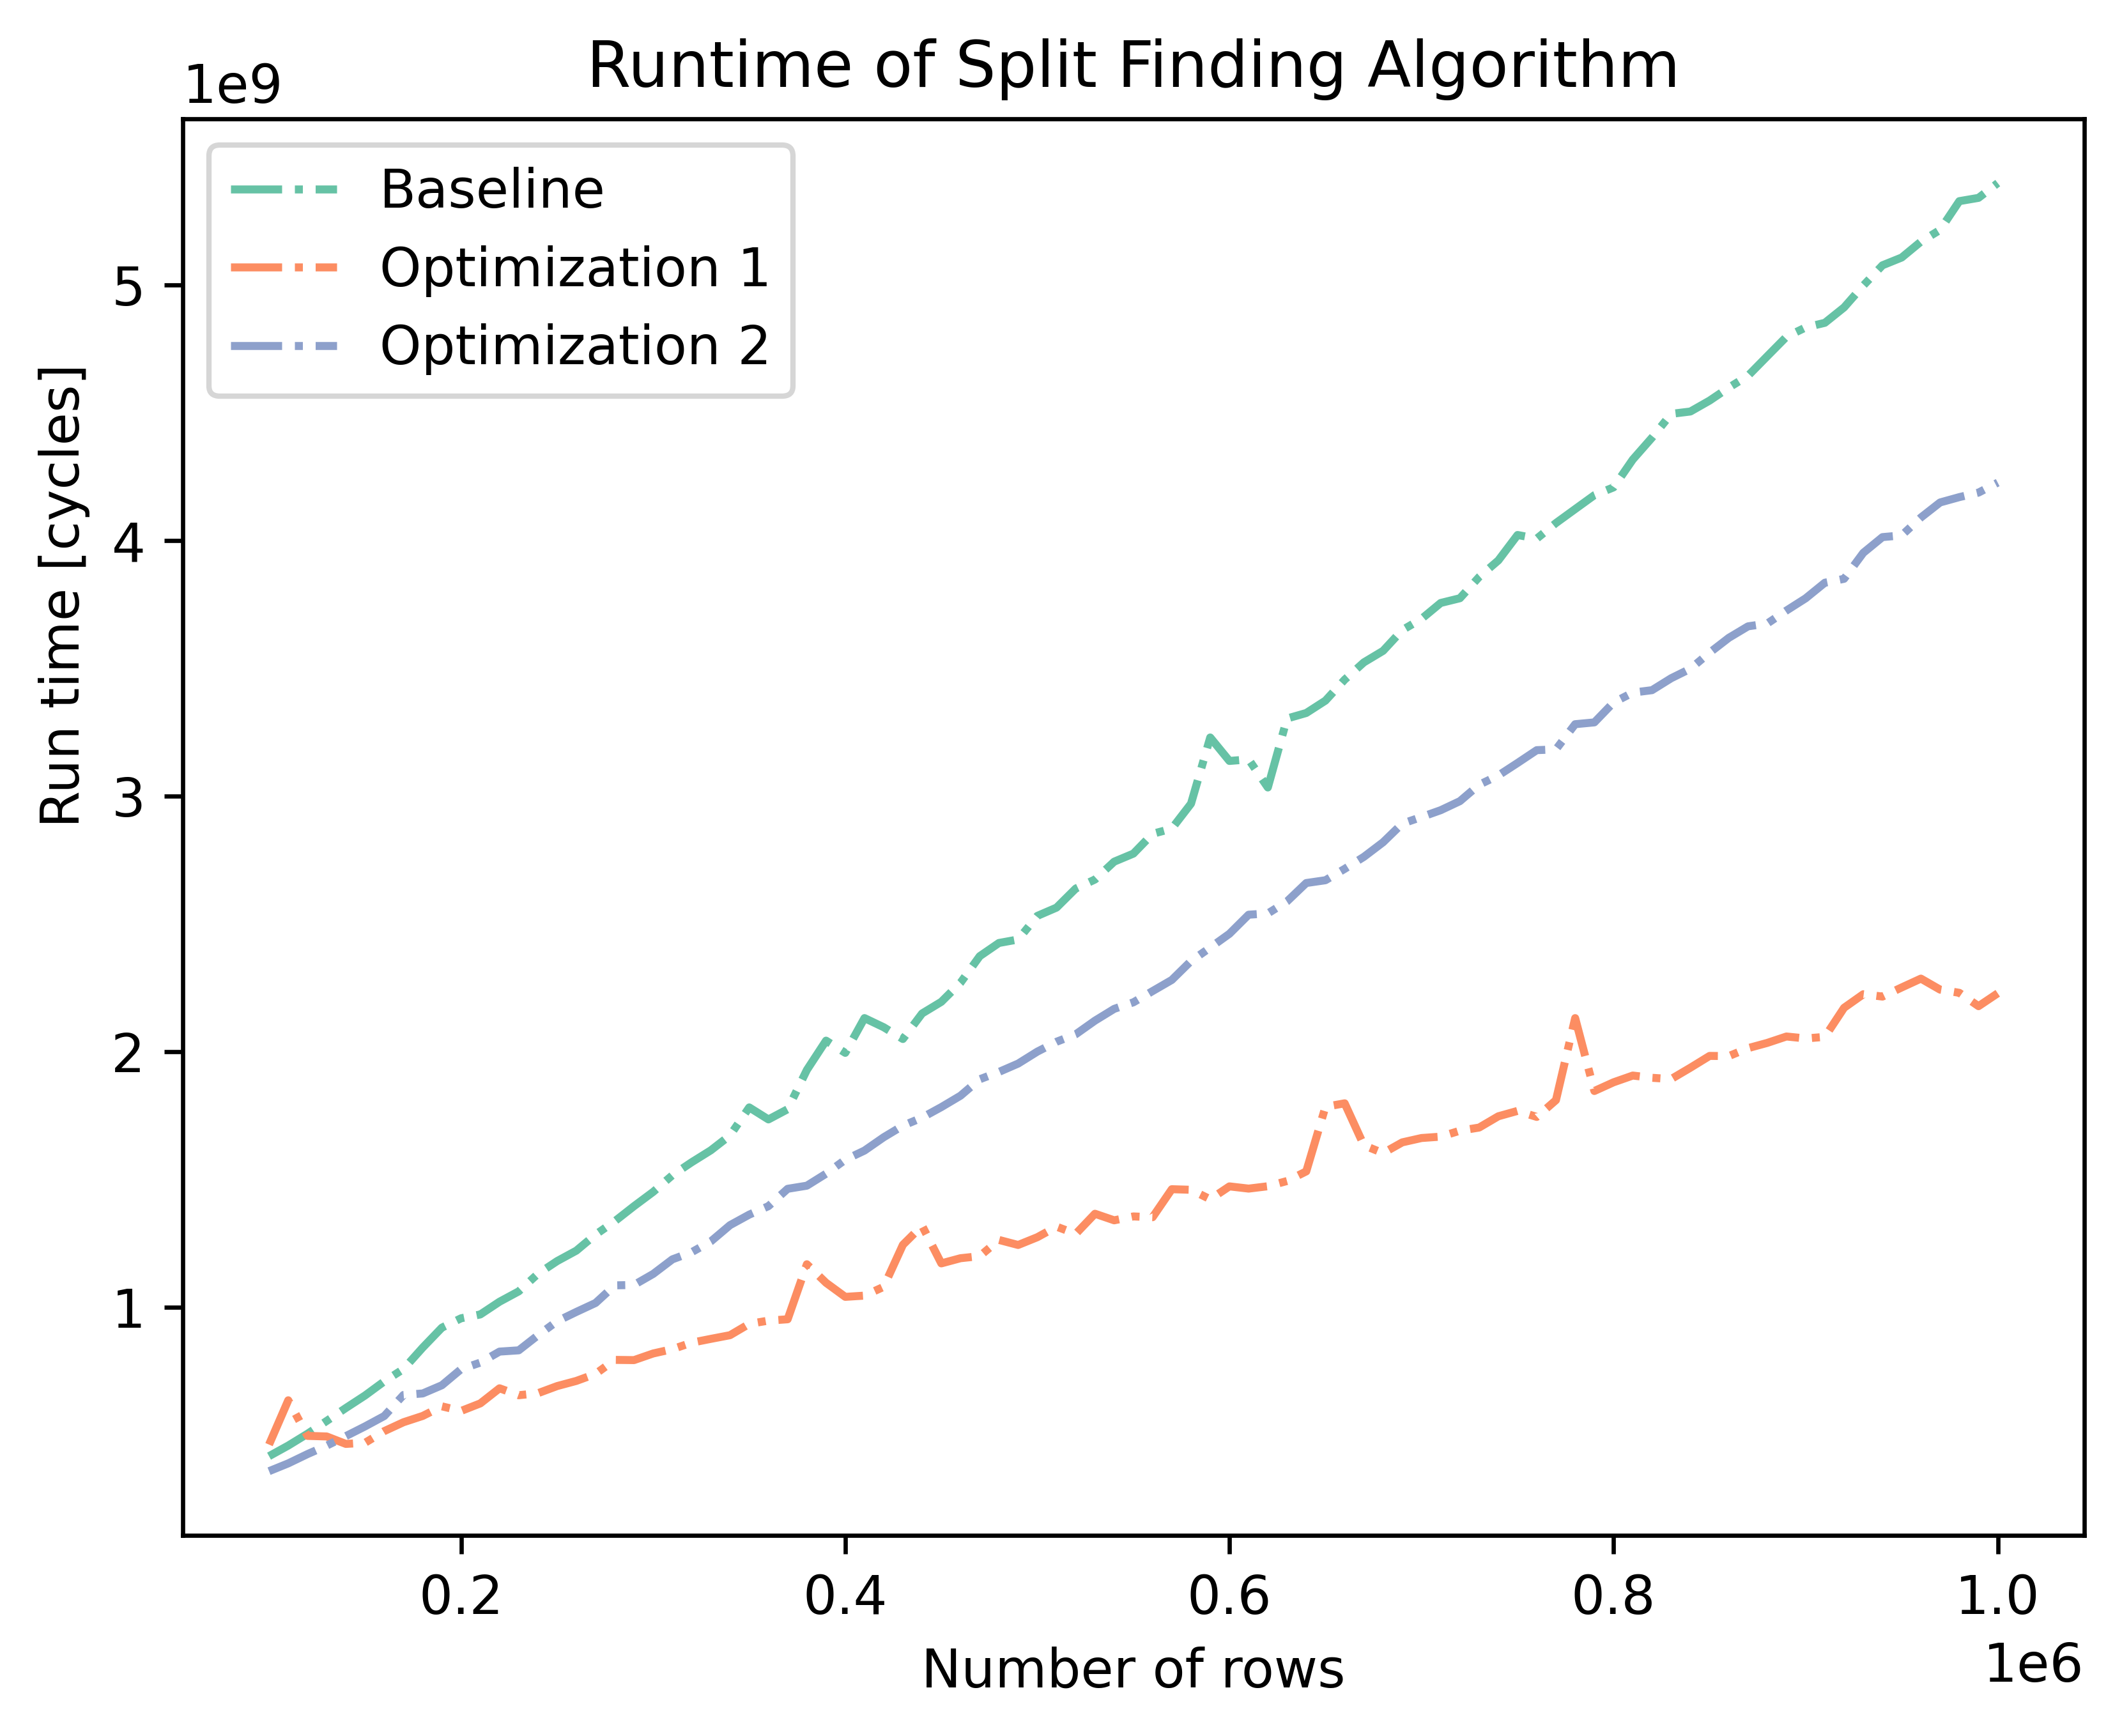 Runtime of Split Finding Algorithm
1e9
Baseline
Optimization 1
Optimization 2
Run time [cycles]
5
4
3
2
1
0.2 0.4 0.6 0.8 1.0
Number of rows
1e6